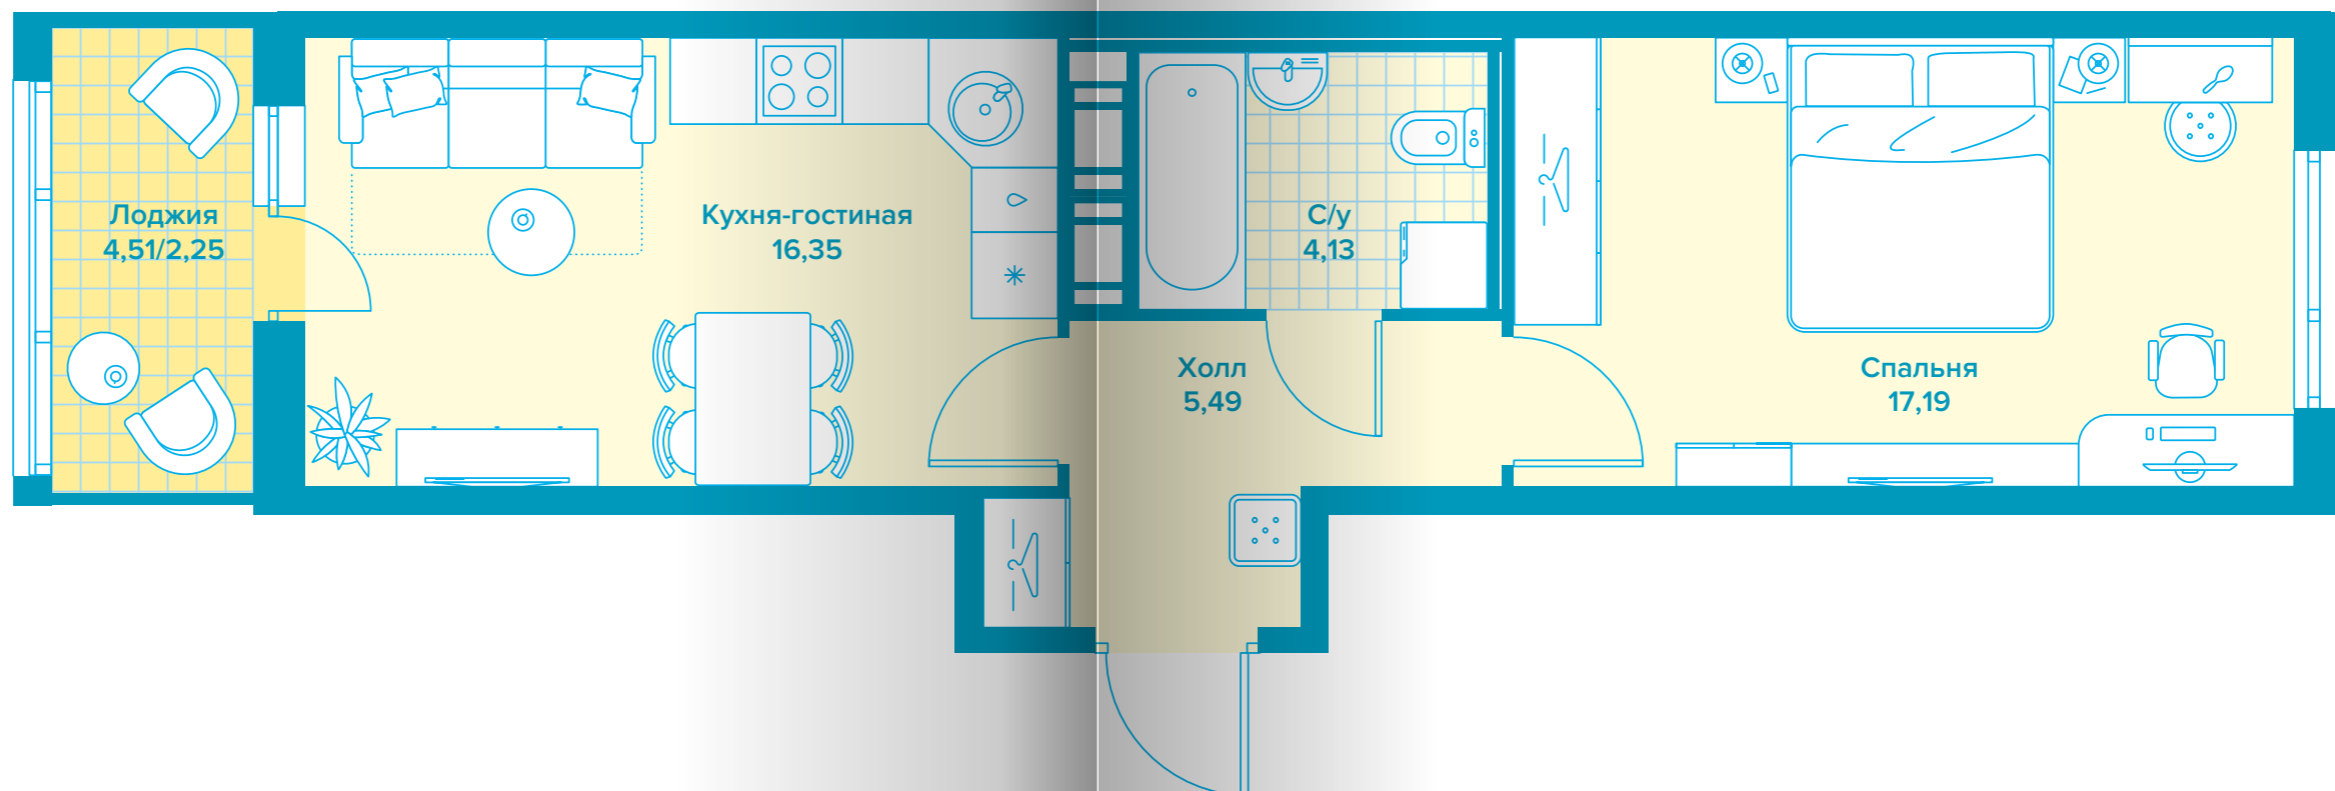 Лоджия
4,51/2,25
Кухня-гостиная
16,35
С/у
4,13
Холл
5,49
Спальня
17,19